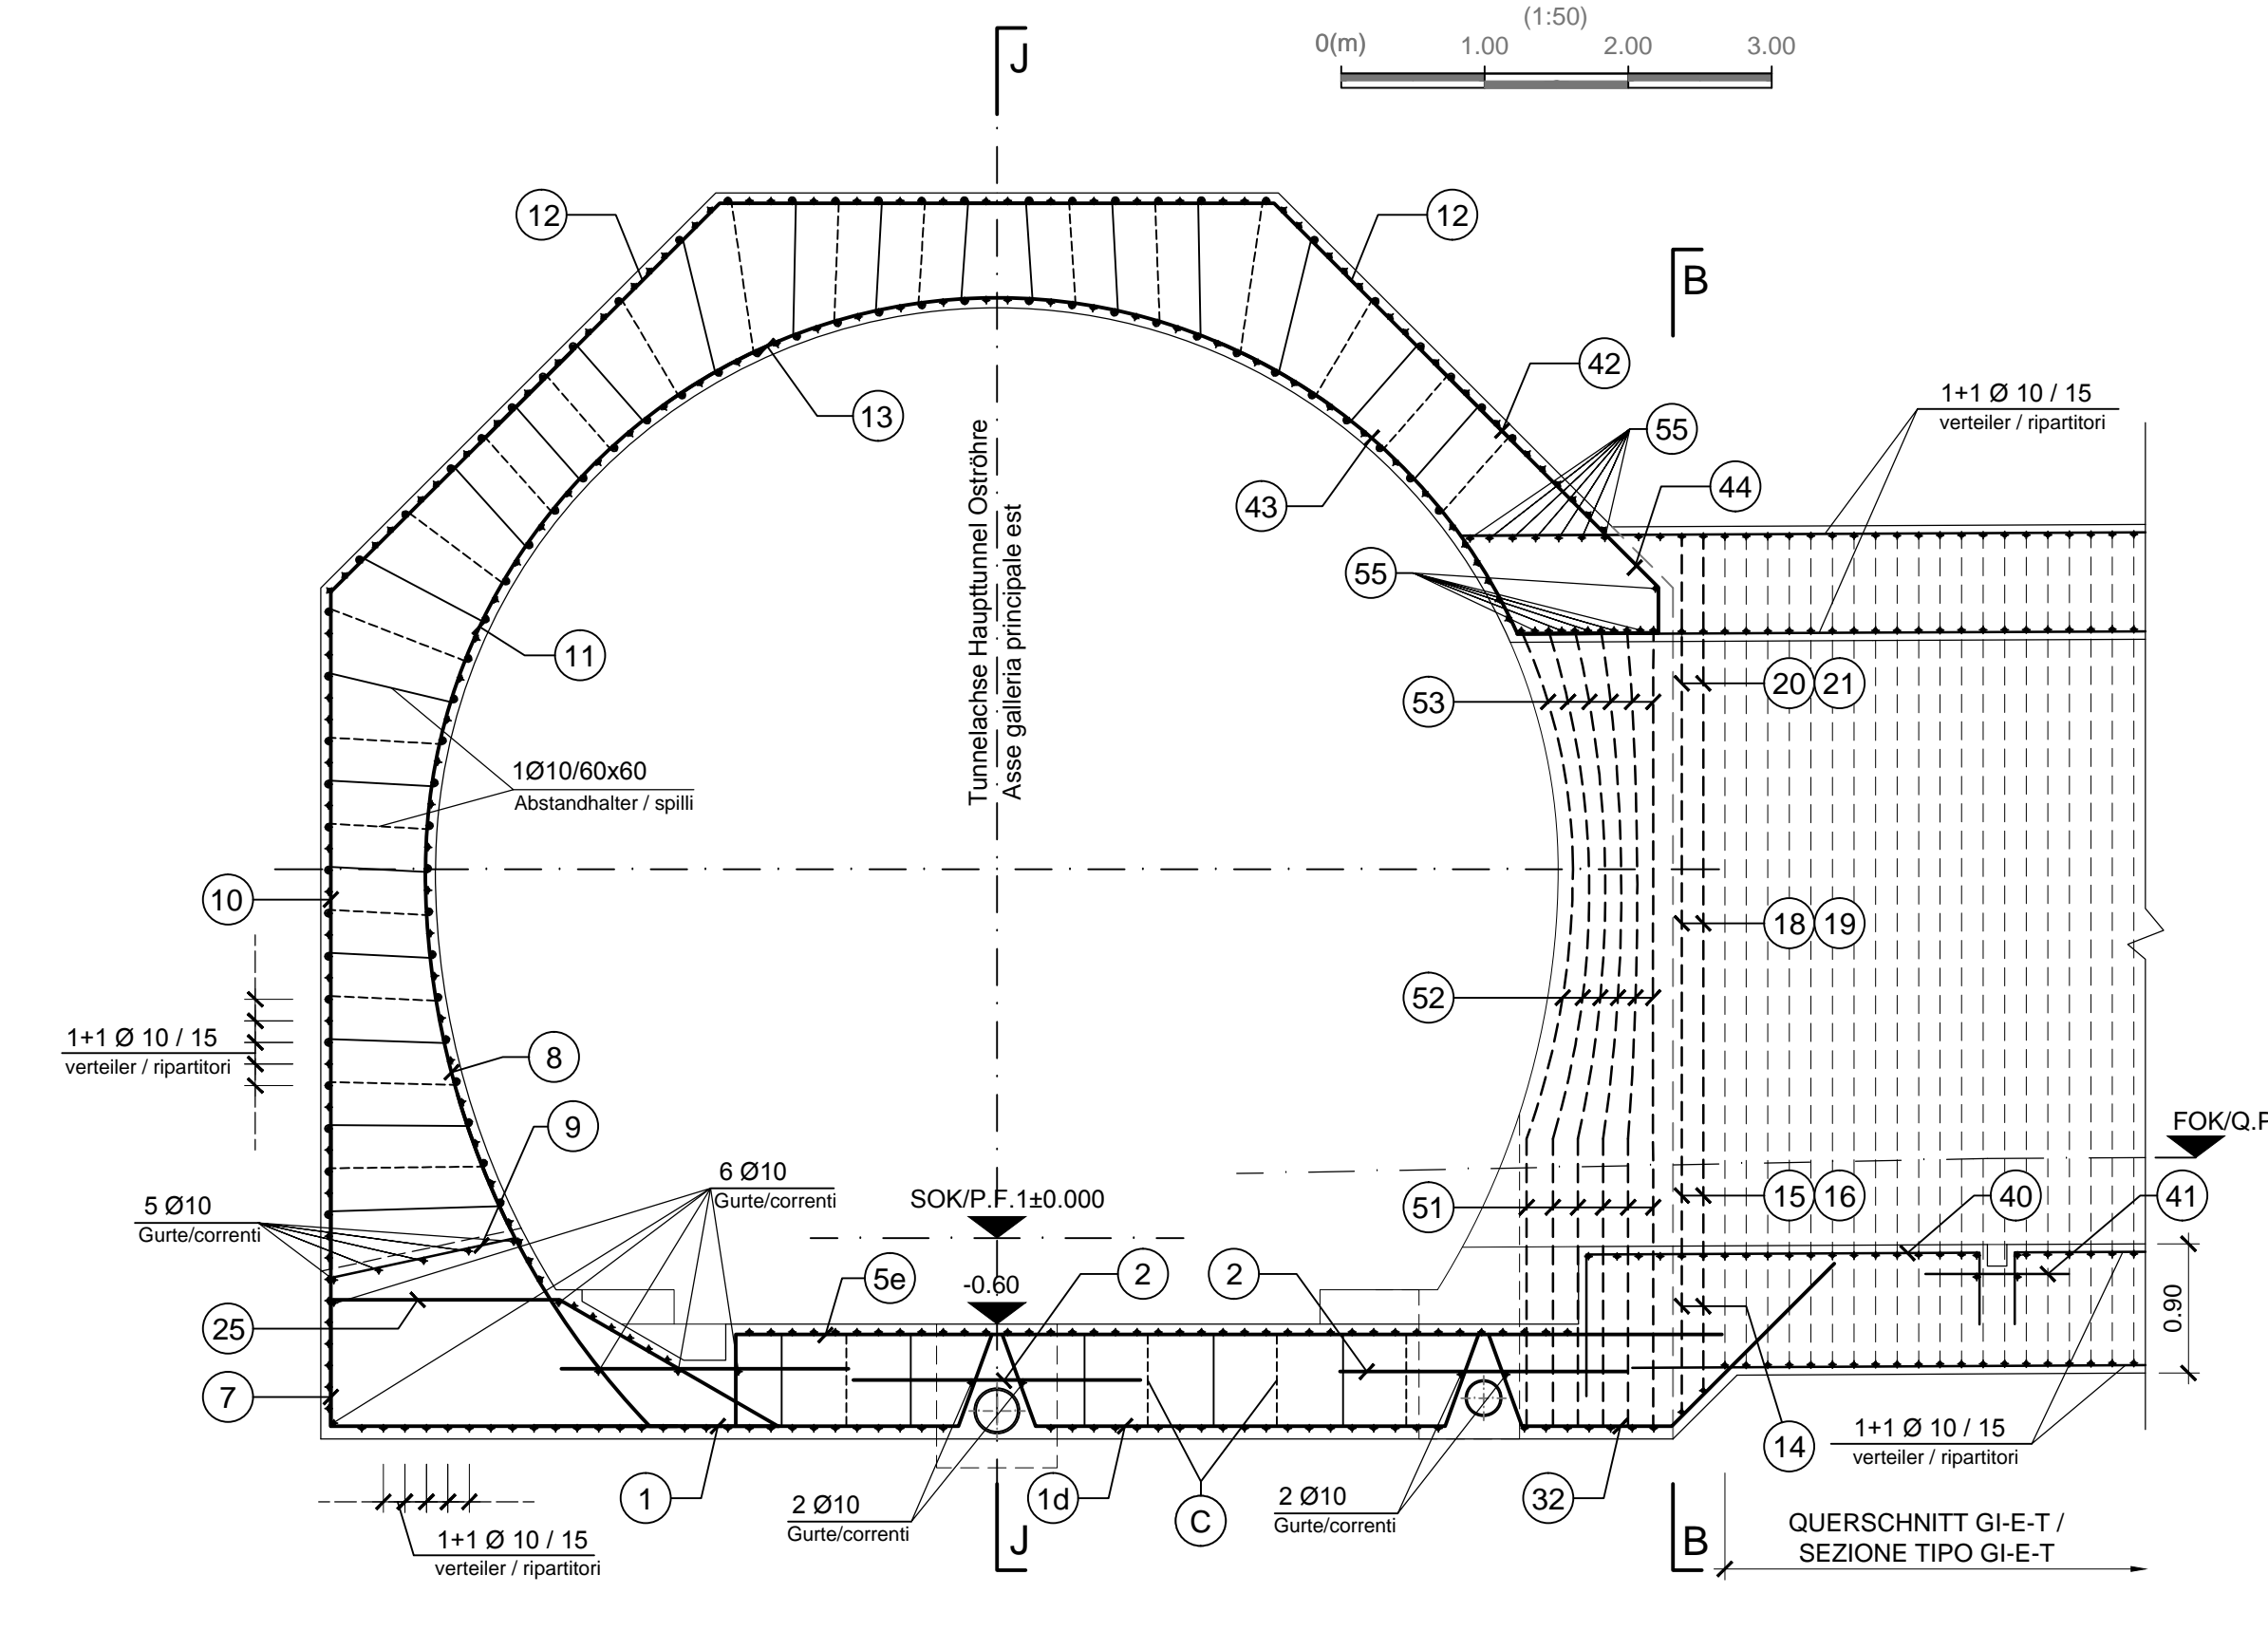 (1:50)
0(m) 1.00 2.00 3.00
J
12
12
B
42
1+1 Ø 10 / 15
verteiler / ripartitori
13
55
44
43
Tunnelachse Haupttunnel Oströhre
Asse galleria principale est
55
11
20 21
53
1Ø10/60x60
Abstandhalter / spilli
10
18 19
52
1+1 Ø 10 / 15
verteiler / ripartitori
8
9
FOK/Q.F
6 Ø10
Gurte/correnti
5 Ø10
Gurte/correnti
SOK/P.F.1±0.000
51
15 16
40
41
5e
-0.60
2
2
25
0.90
7
1+1 Ø 10 / 15
verteiler / ripartitori
14
1
2 Ø10
Gurte/correnti
1d
C
2 Ø10
Gurte/correnti
32
QUERSCHNITT GI-E-T /
SEZIONE TIPO GI-E-T
1+1 Ø 10 / 15
verteiler / ripartitori
J
B